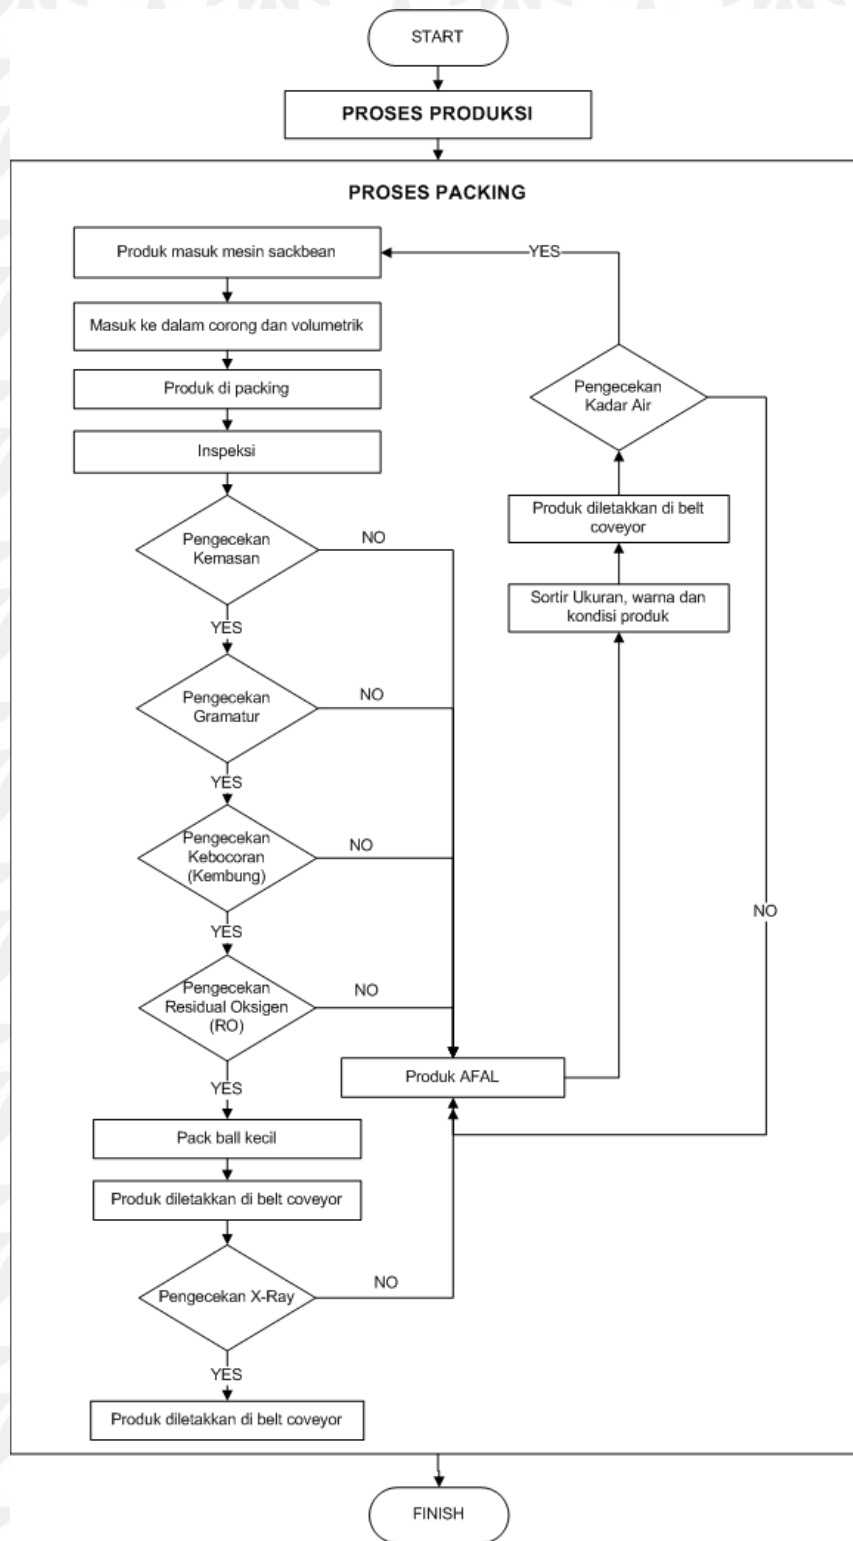 START
PROSES PRODUKSI
PROSES PACKING
Produk masuk mesin sackbean
YES
Masuk ke dalam corong dan volumetrik
Produk di packing
Pengecekan
Kadar Air
Inspeksi
Produk diletakkan di belt
coveyor
Pengecekan
Kemasan
NO
Sortir Ukuran, warna dan
kondisi produk
YES
Pengecekan
Gramatur
NO
YES
Pengecekan
Kebocoran
(Kembung)
NO
NO
YES
Pengecekan
Residual Oksigen
(RO)
NO
Produk AFAL
YES
Pack ball kecil
Produk diletakkan di belt coveyor
Pengecekan X-Ray
NO
YES
Produk diletakkan di belt coveyor
FINISH